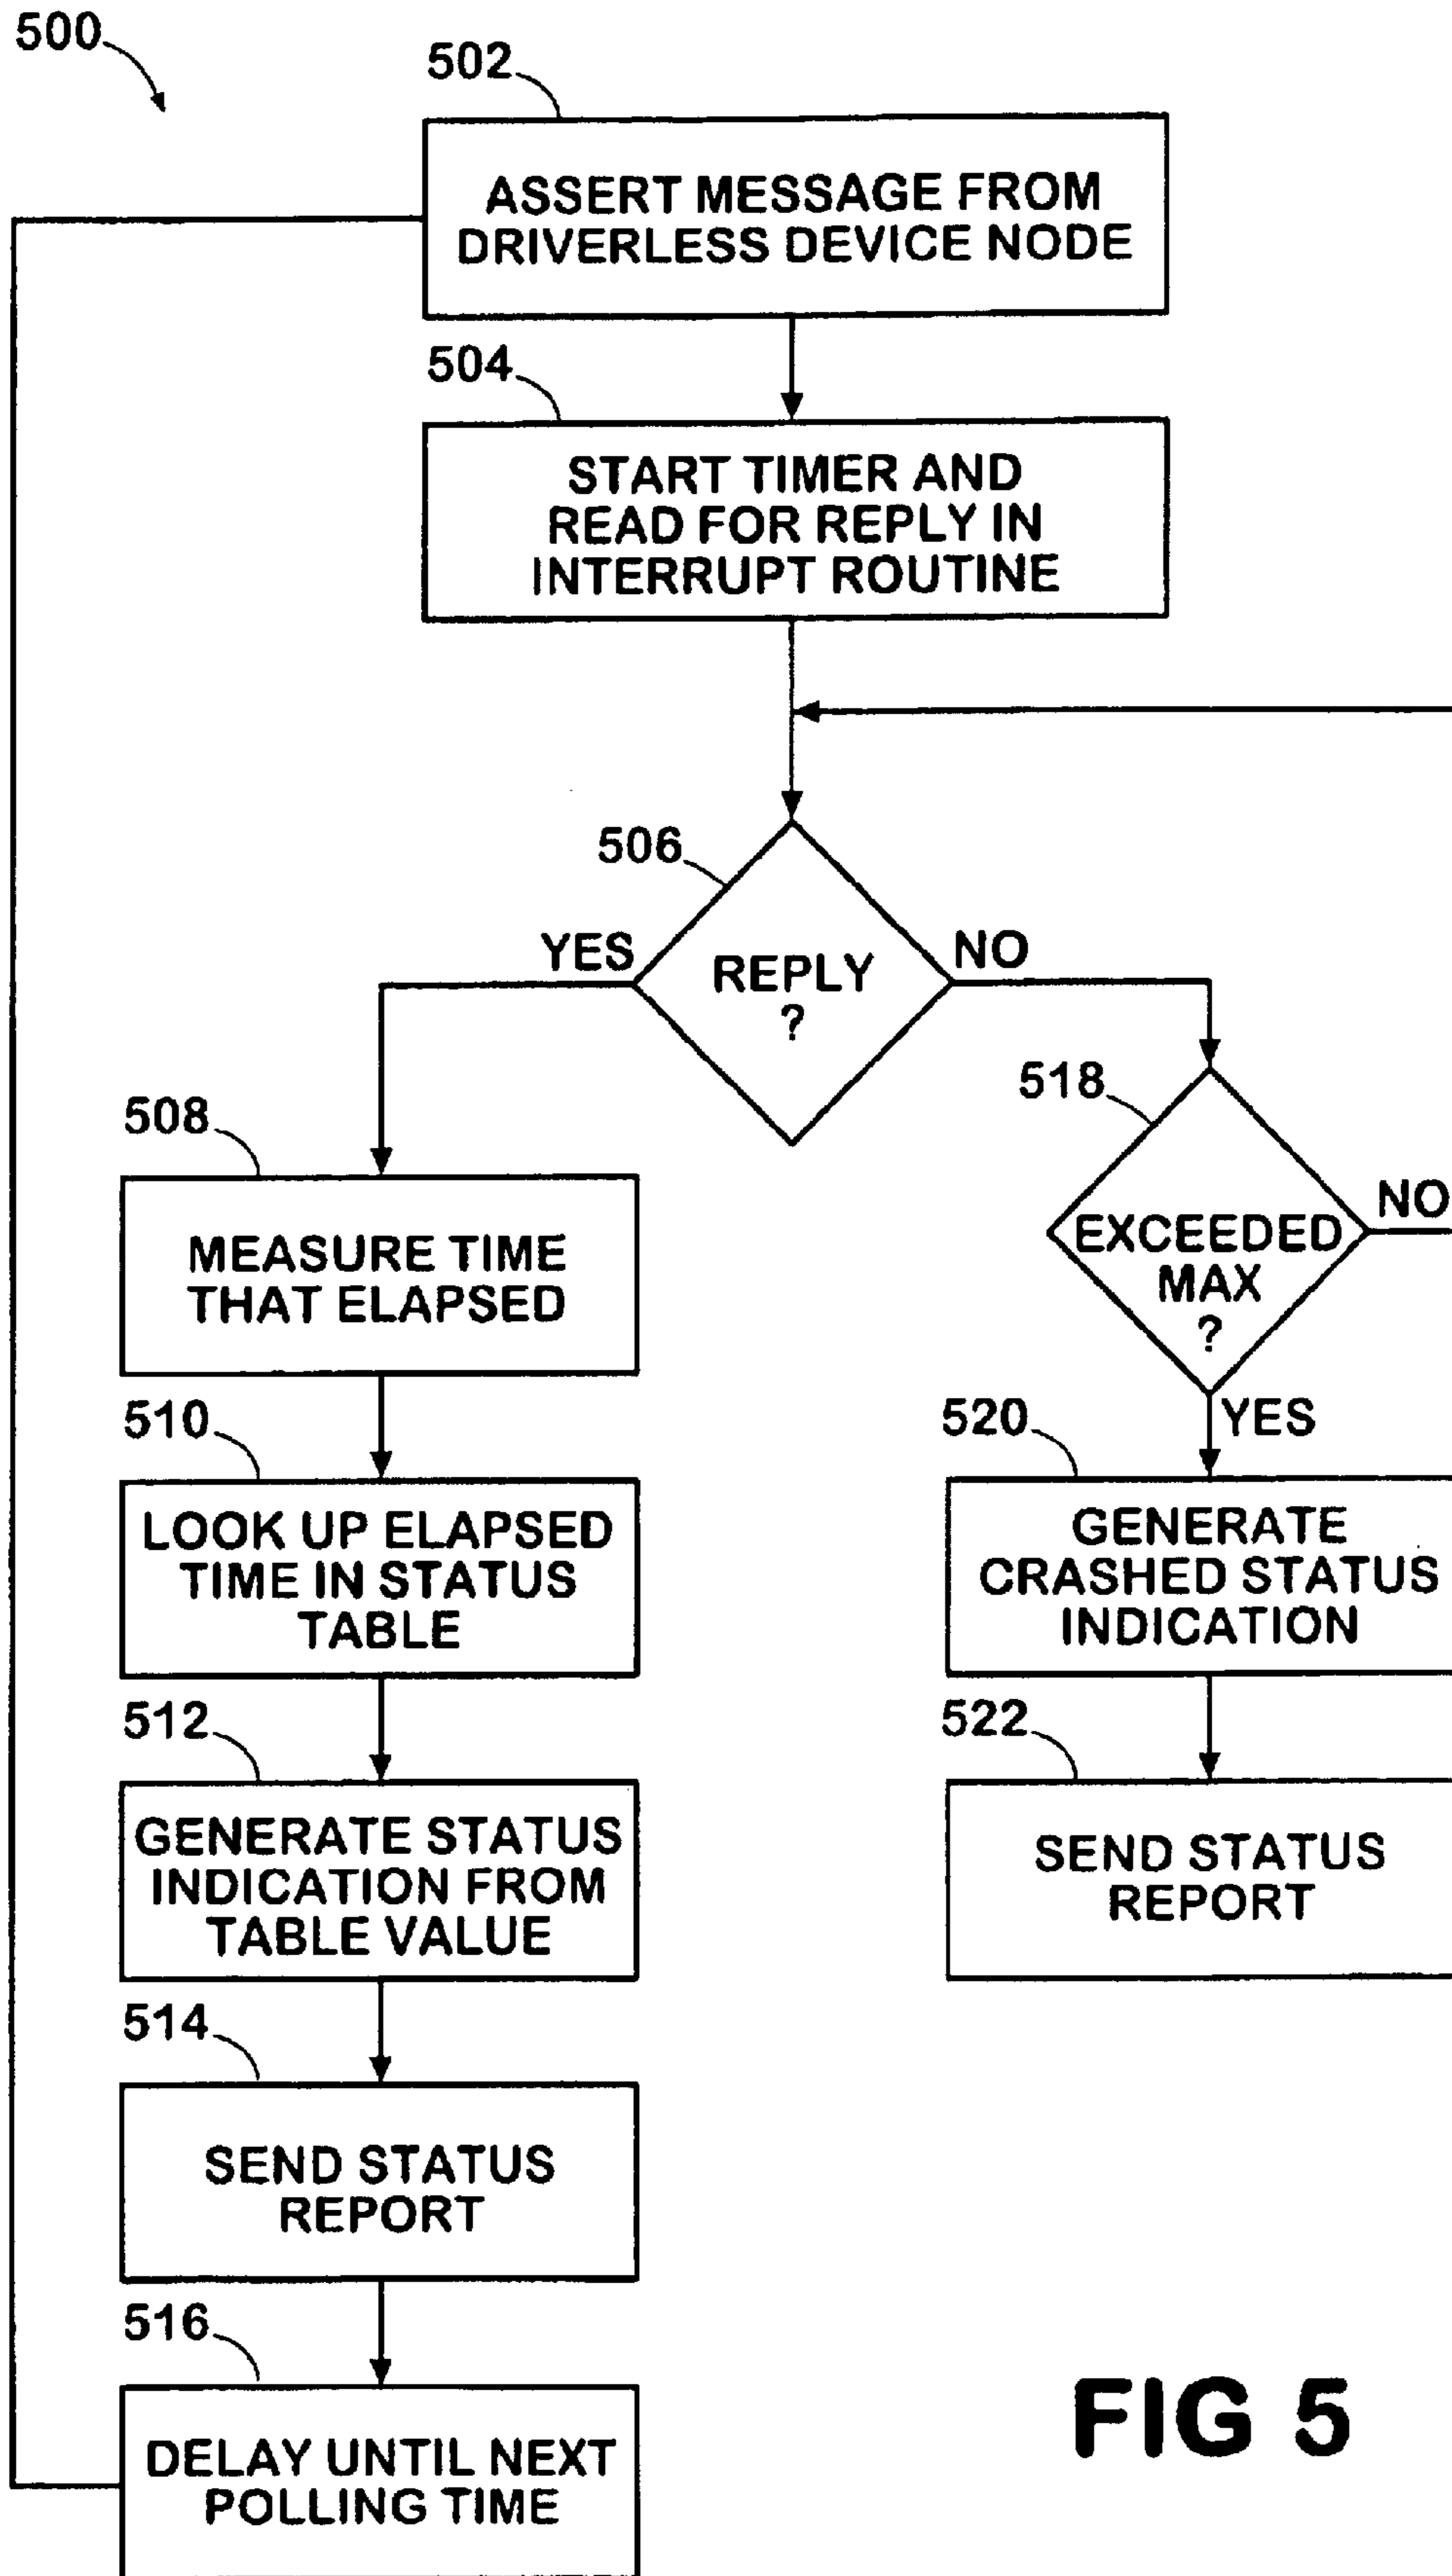 500
502
ASSERT MESSAGE FROM
DRIVERLESS DEVICE NODE
504
START TIMER AND
READ FOR REPLY IN
INTERRUPT ROUTINE
506
YES
REPLY
?
NO
508
MEASURE TIME
THAT ELAPSED
518
EXCEEDED
MAX
?
NO
YES
510
LOOK UP ELAPSED
TIME IN STATUS
TABLE
520
GENERATE
CRASHED STATUS
INDICATION
512
GENERATE STATUS
INDICATION FROM
TABLE VALUE
522
SEND STATUS
REPORT
514
SEND STATUS
REPORT
516
DELAY UNTIL NEXT
POLLING TIME
FIG 5